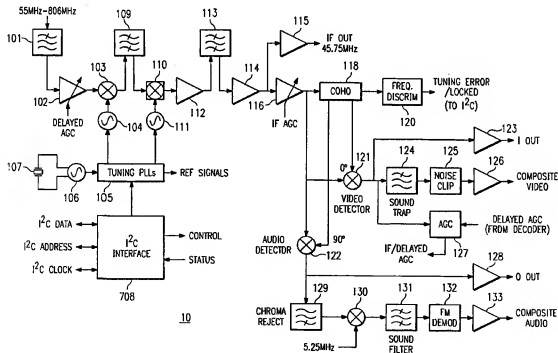 55MHz-806MHz
101
109
113
115
IF OUT
45.75MHz
103
110
114
118
COHO
FREQ.
DISCRIM
120
TUNING ERROR
/LOCKED
(TO I2C)
102
112
116
DELAYED
AGC
104
111
IF AGC
107
106
TUNING PLLs
105
REF SIGNALS
0°
121
VIDEO
DETECTOR
124
SOUND
TRAP
125
NOISE
CLIP
123
I OUT
126
COMPOSITE
VIDEO
I2C DATA
I2C ADDRESS
I2C CLOCK
I2C
INTERFACE
708
CONTROL
STATUS
AUDIO
DETECTOR
90°
122
AGC
127
DELAYED AGC
(FROM DECODER)
IF/DELAYED
AGC
128
Q OUT
129
CHROMA
REJECT
130
5.25MHz
131
SOUND
FILTER
132
FM
DEMOD
133
COMPOSITE
AUDIO
10